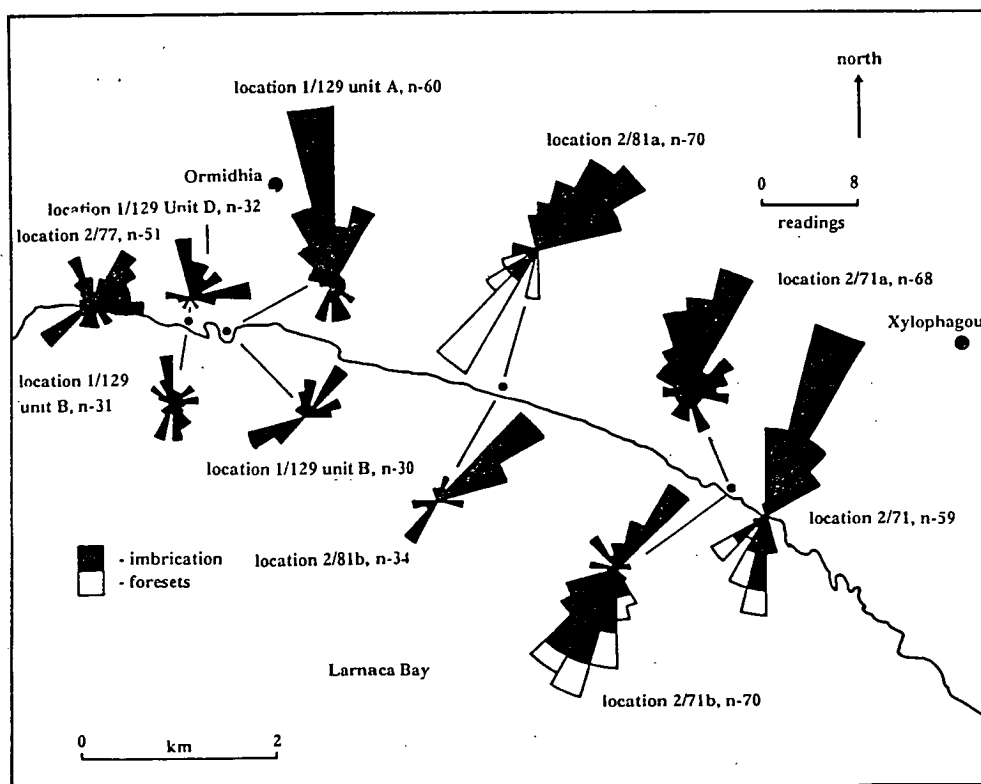 north
location 1/129 unit A, n-60
location 2/81a, n-70
Ormidhia
0 8
readings
location 1/129 Unit D, n-32
location 2/77, n-51
location 2/71a, n-68
Xylophagou
location 1/129
unit B, n-31
location 1/129 unit B, n-30
location 2/71, n-59
- imbrication
- foresets
location 2/81b, n-34
Larnaca Bay
location 2/71b, n-70
0 km 2